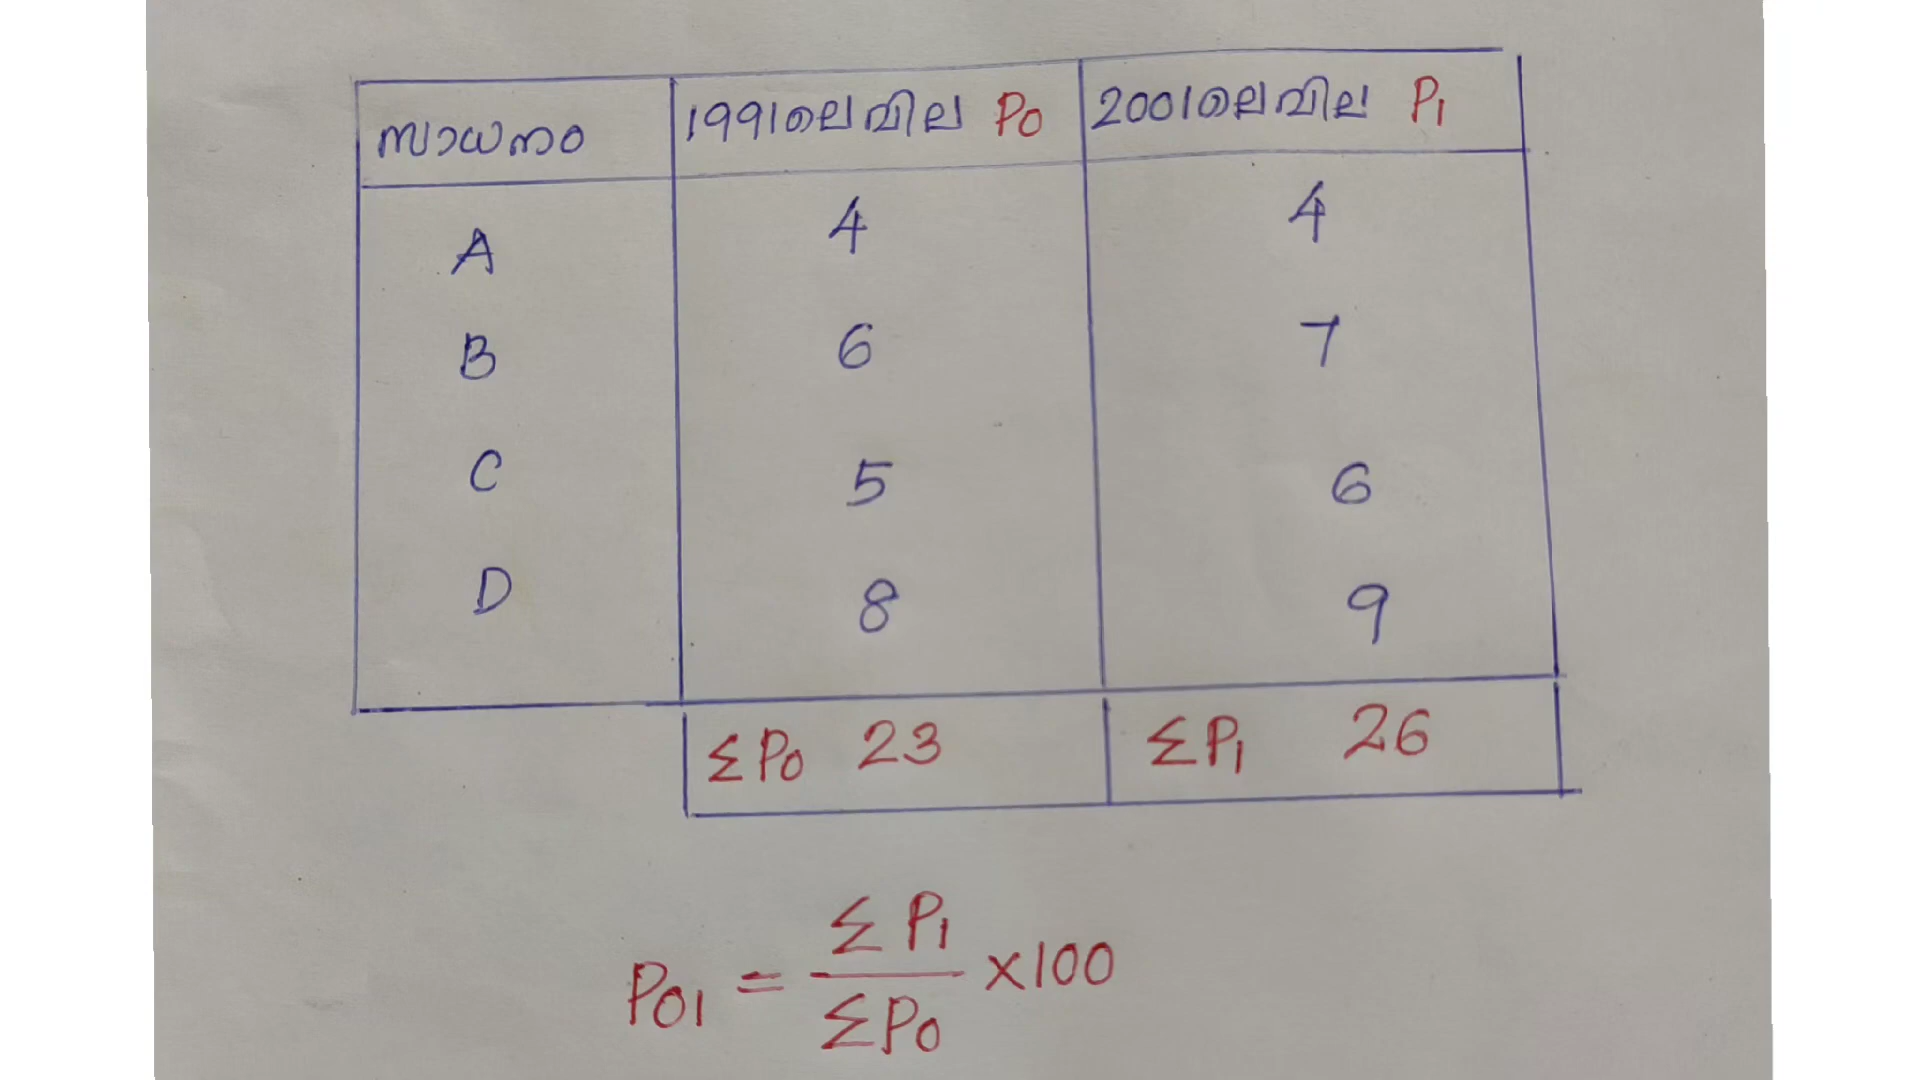 സാധനം 1991ലെ വില P0 2001ലെ വില P1
A 4 4
B 6 7
C 5 6
D 8 9
ΣP0 23 ΣP1 26
P01 = ΣP1 / ΣP0 ×100